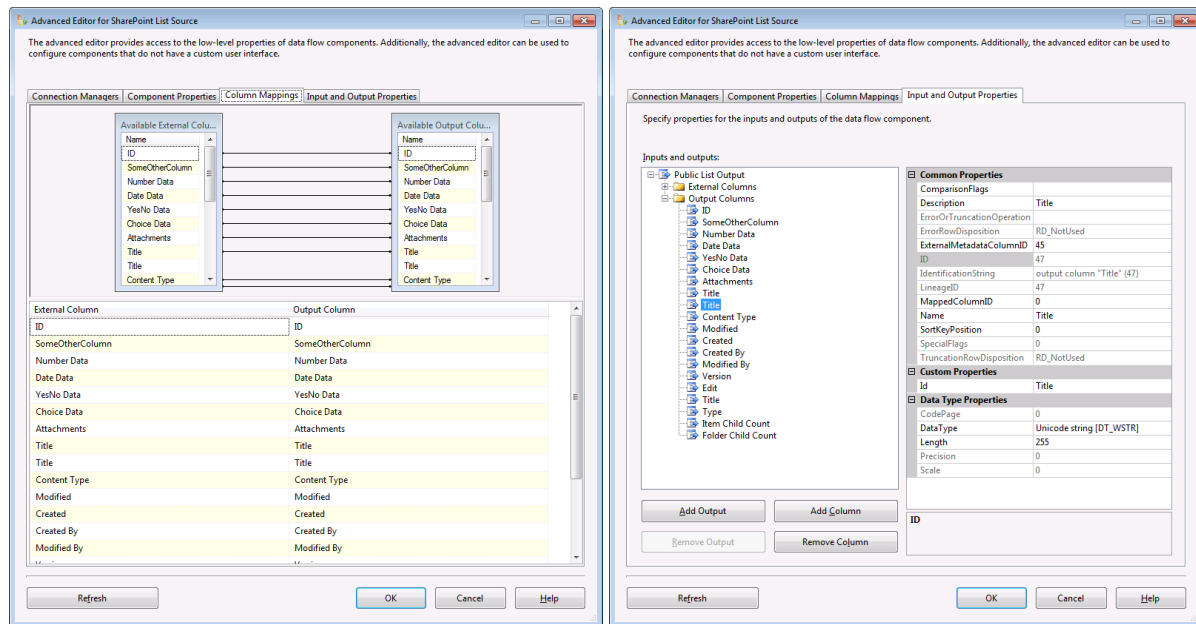 Advanced Editor for SharePoint List Source
The advanced editor provides access to the low-level properties of data flow components. Additionally, the advanced editor can be used to
configure components that do not have a custom user interface.
Connection Managers Component Properties Column Mappings Input and Output Properties
Available External Colu... Available Output Colu...
Name Name
ID ID
SomeOtherColumn SomeOtherColumn
Number Data Number Data
Date Data Date Data
YesNo Data YesNo Data
Choice Data Choice Data
Attachments Attachments
Title Title
Title Title
Content Type Content Type
External Column Output Column
ID ID
SomeOtherColumn SomeOtherColumn
Number Data Number Data
Date Data Date Data
YesNo Data YesNo Data
Choice Data Choice Data
Attachments Attachments
Title Title
Title Title
Content Type Content Type
Modified Modified
Created Created
Created By Created By
Modified By Modified By
Refresh OK Cancel Help
Advanced Editor for SharePoint List Source
The advanced editor provides access to the low-level properties of data flow components. Additionally, the advanced editor can be used to
configure components that do not have a custom user interface.
Connection Managers Component Properties Column Mappings Input and Output Properties
Specify properties for the inputs and outputs of the data flow component.
Inputs and outputs:
Public List Output
External Columns
Output Columns
ID
SomeOtherColumn
Number Data
Date Data
YesNo Data
Choice Data
Attachments
Title
Title
Content Type
Modified
Created
Created By
Modified By
Version
Edit
Title
Type
Item Child Count
Folder Child Count
Common Properties
ComparisonFlags
Description Title
ErrorOrTruncationOperation
ErrorRowDisposition RD_NotUsed
ExternalMetadataColumnID 45
ID 47
IdentificationString output column "Title" (47)
LineageID 47
MappedColumnID 0
Name Title
SortKeyPosition 0
SpecialFlags 0
TruncationRowDisposition RD_NotUsed
Custom Properties
Id Title
Data Type Properties
CodePage 0
DataType Unicode string [DT_WSTR]
Length 255
Precision 0
Scale 0
ID
Add Output Add Column
Remove Output Remove Column
Refresh OK Cancel Help